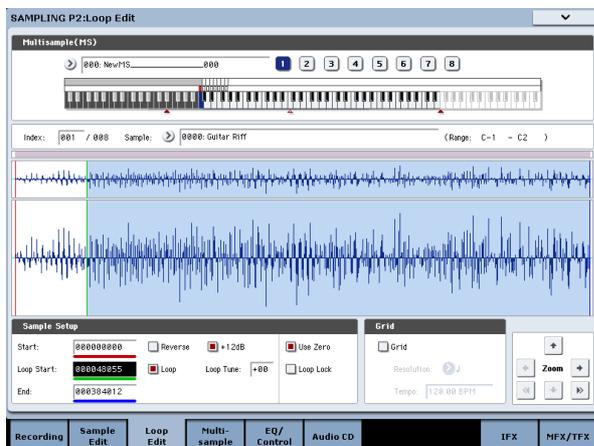 SAMPLING P2:Loop Edit
Multisample(MS)
000: NewMS_______________000
1 2 3 4 5 6 7 8
Index: 001 / 008 Sample: 0000: Guitar Riff (Range: C-1 - C2 )
Sample Setup
Grid
Start: 000000000 Reverse +12dB Use Zero
Grid
Loop Start: 000048055 Loop Loop Tune: +00 Loop Lock
Resolution:
Zoom
End: 000384012
Tempo: 120.00 BPM
Recording
Sample Edit
Loop Edit
Multi-sample
EQ/ Control
Audio CD
IFX
MFX/TFX